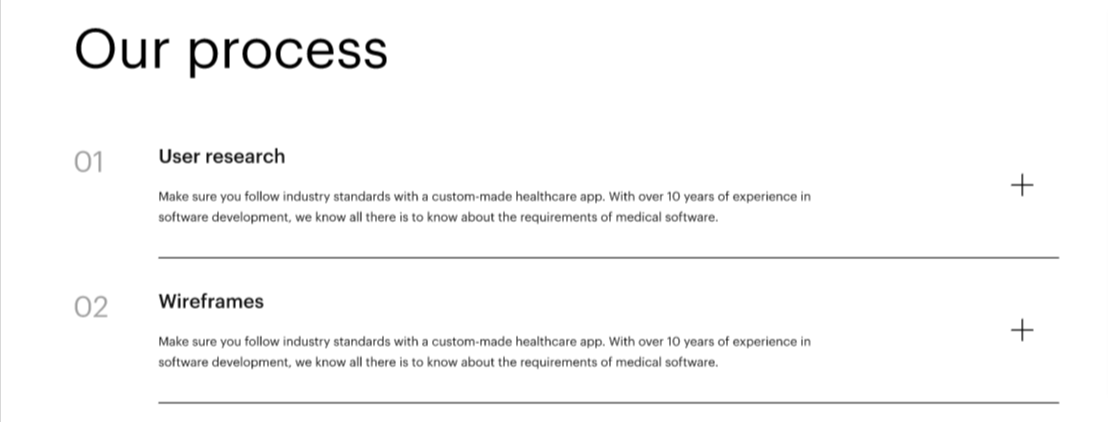 Our process
01
User research
Make sure you follow industry standards with a custom-made healthcare app. With over 10 years of experience in
software development, we know all there is to know about the requirements of medical software.
02
Wireframes
Make sure you follow industry standards with a custom-made healthcare app. With over 10 years of experience in
software development, we know all there is to know about the requirements of medical software.